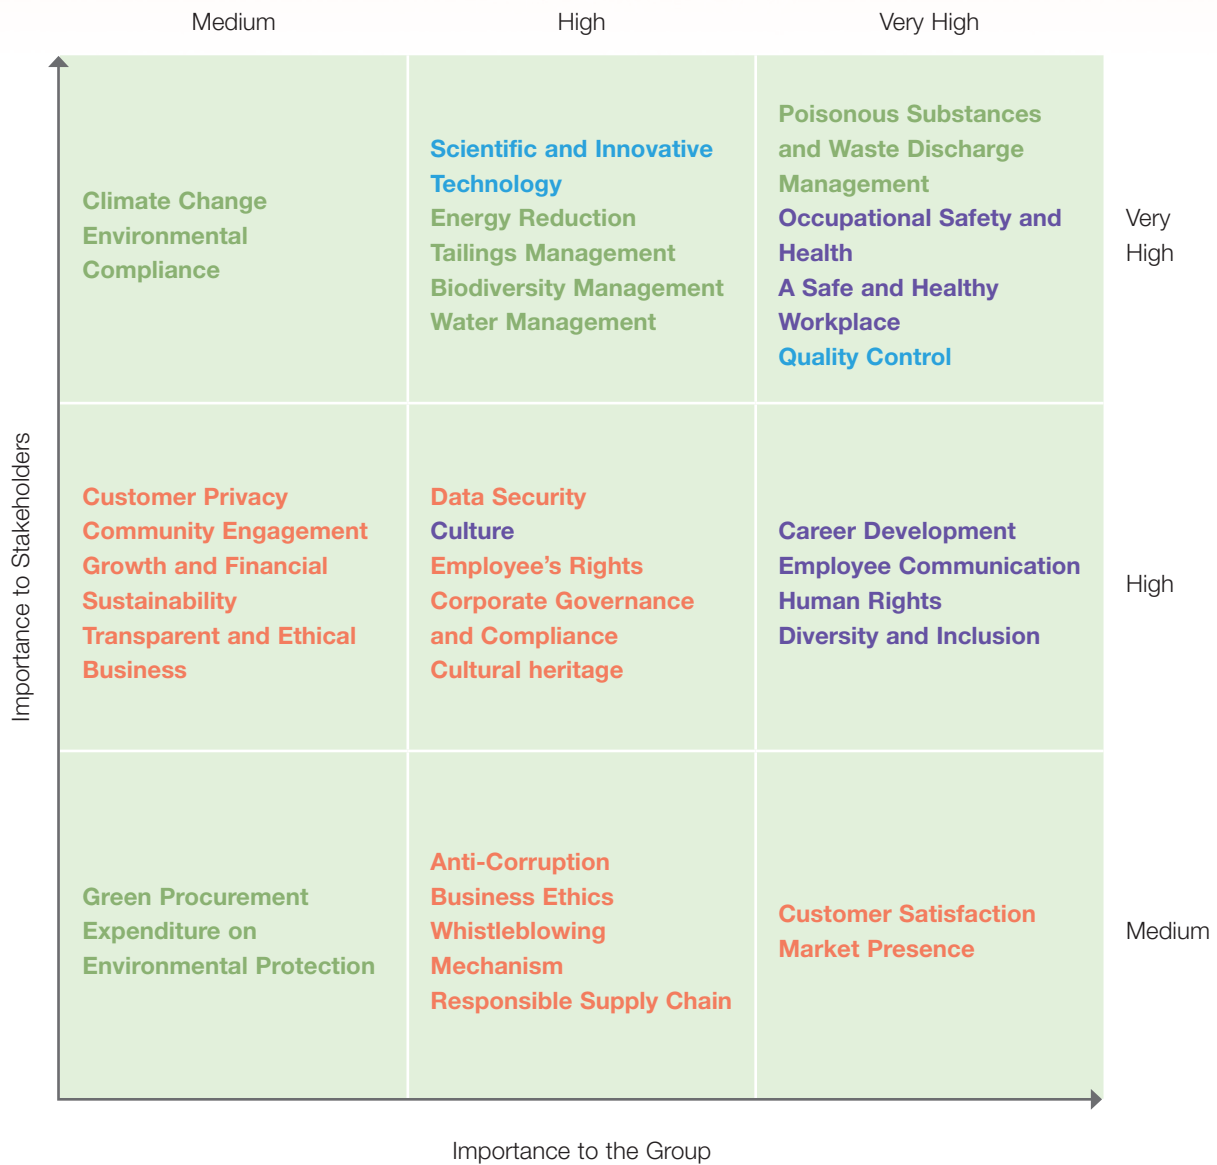 Medium
High
Very High
Climate Change
Environmental
Compliance
Scientific and Innovative
Technology
Energy Reduction
Tailings Management
Biodiversity Management
Water Management
Poisonous Substances
and Waste Discharge
Management
Occupational Safety and
Health
A Safe and Healthy
Workplace
Quality Control
Very
High
Importance to Stakeholders
Customer Privacy
Community Engagement
Growth and Financial
Sustainability
Transparent and Ethical
Business
Data Security
Culture
Employee’s Rights
Corporate Governance
and Compliance
Cultural heritage
Career Development
Employee Communication
Human Rights
Diversity and Inclusion
High
Green Procurement
Expenditure on
Environmental Protection
Anti-Corruption
Business Ethics
Whistleblowing
Mechanism
Responsible Supply Chain
Customer Satisfaction
Market Presence
Medium
Importance to the Group